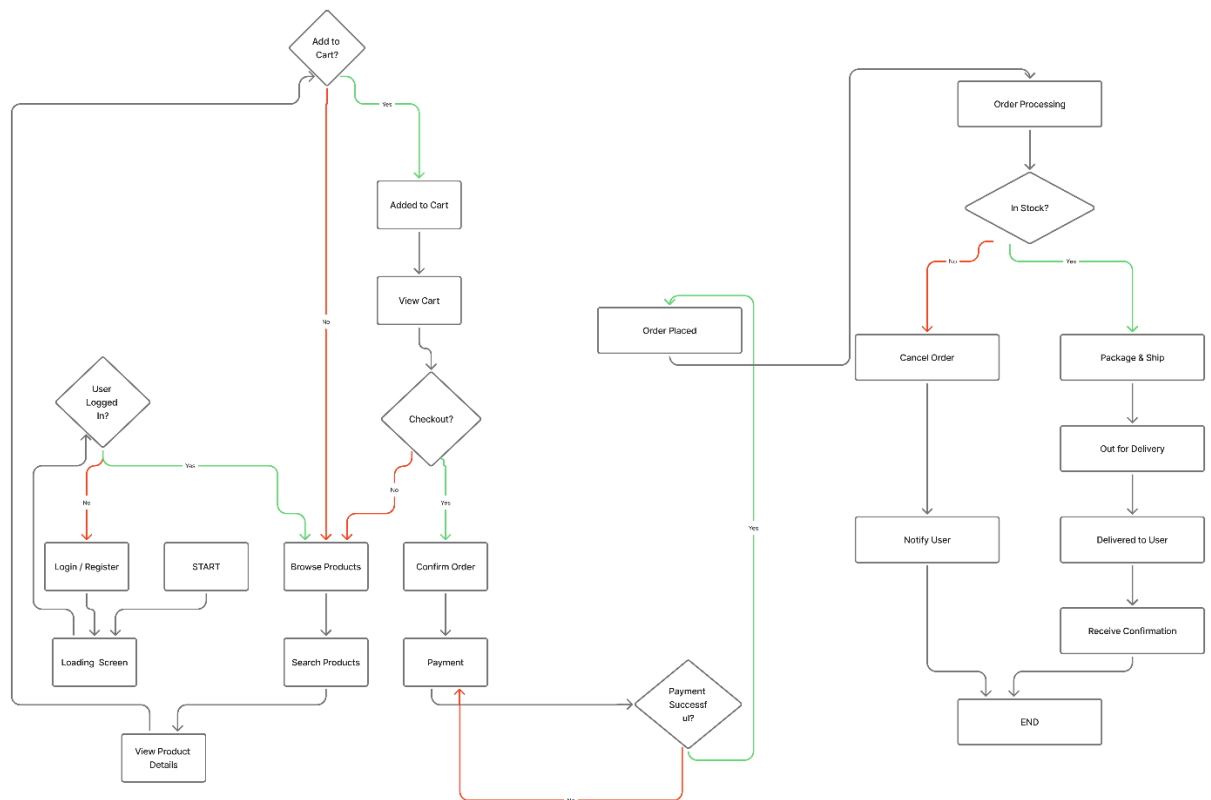 Add to
Cart?
Yes
Order Processing
Added to Cart
In Stock?
No
Yes
View Cart
No
Order Placed
Cancel Order
Package & Ship
User
Logged
In?
Checkout?
Out for Delivery
Yes
No
No
Yes
Yes
Notify User
Delivered to User
Login / Register
START
Browse Products
Confirm Order
Receive Confirmation
Loading Screen
Search Products
Payment
Payment
Successf
ul?
END
View Product
Details
No